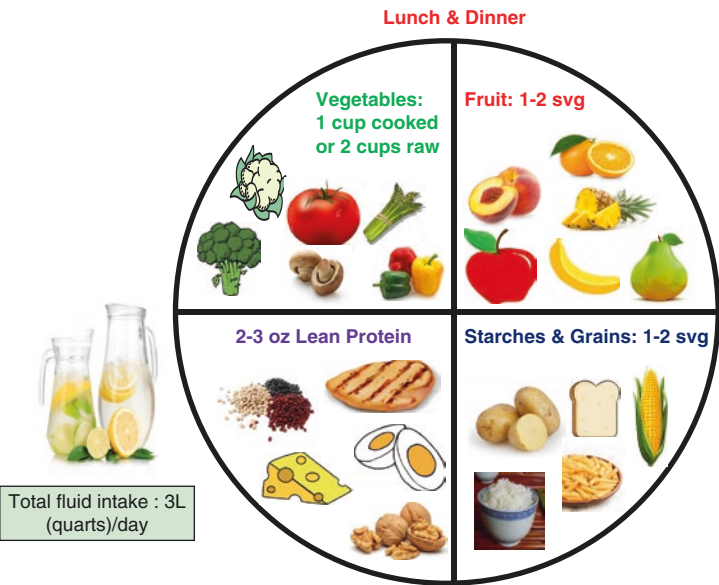 Lunch & Dinner
Vegetables:
1 cup cooked
or 2 cups raw
Fruit: 1-2 svg
2-3 oz Lean Protein
Starches & Grains: 1-2 svg
Total fluid intake : 3L
(quarts)/day